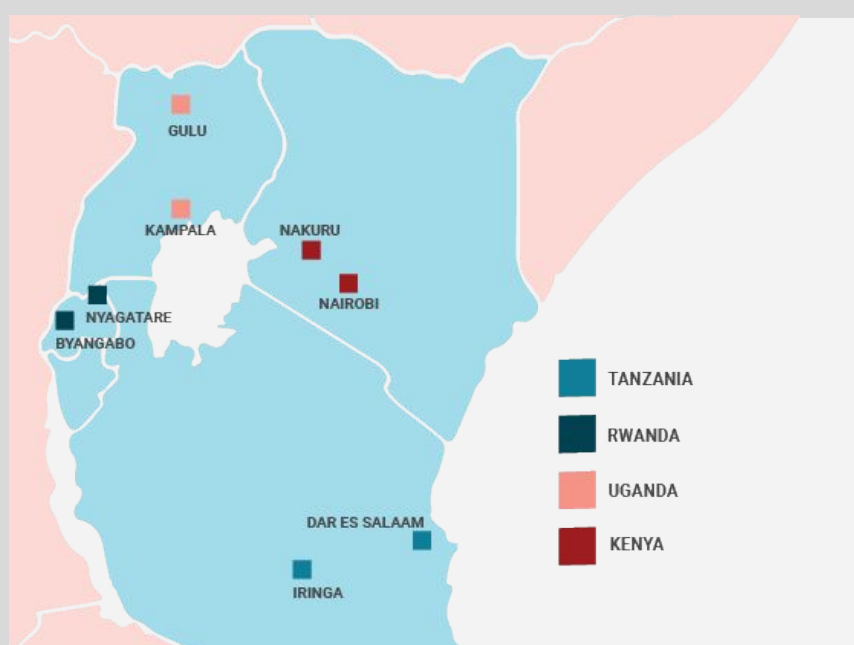 GULU
KAMPALA
NAKURU
NAIROBI
NYAGATARE
BYANGABO
TANZANIA
RWANDA
UGANDA
DAR ES SALAAM
KENYA
IRINGA